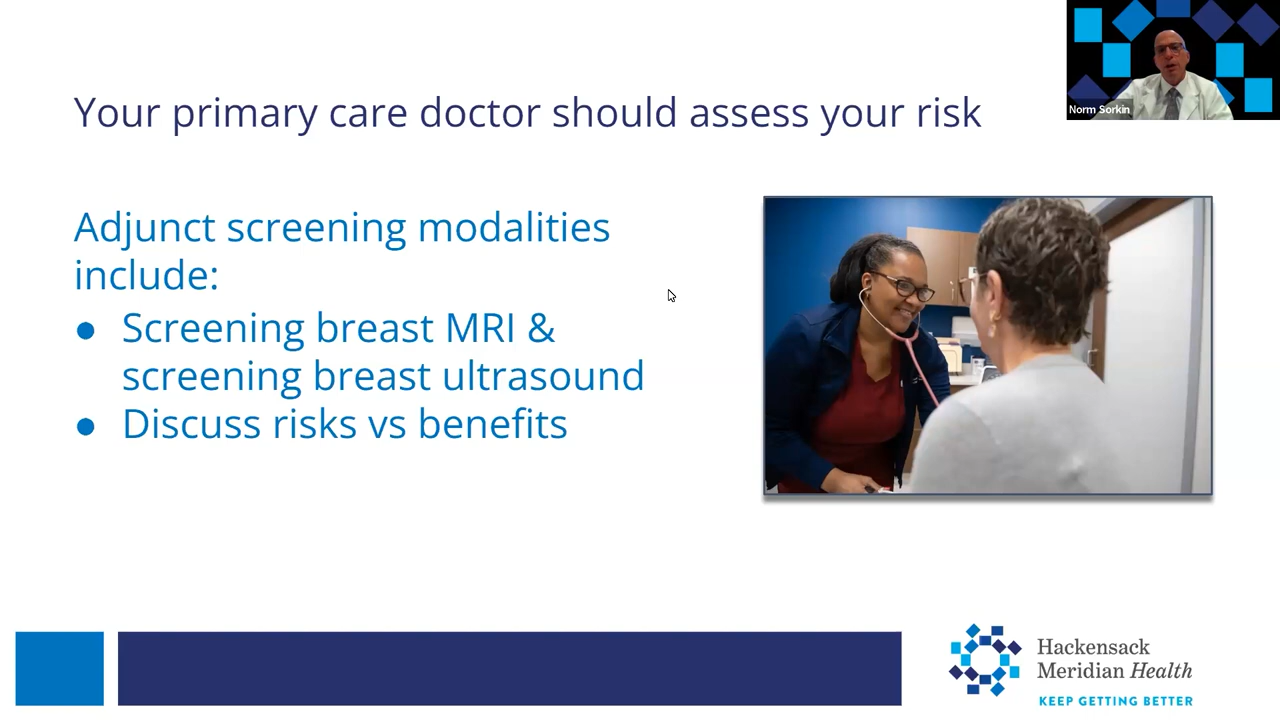 Norm Sorkin
Your primary care doctor should assess your risk
Adjunct screening modalities
include:
● Screening breast MRI &
screening breast ultrasound
● Discuss risks vs benefits
Hackensack
Meridian Health
KEEP GETTING BETTER